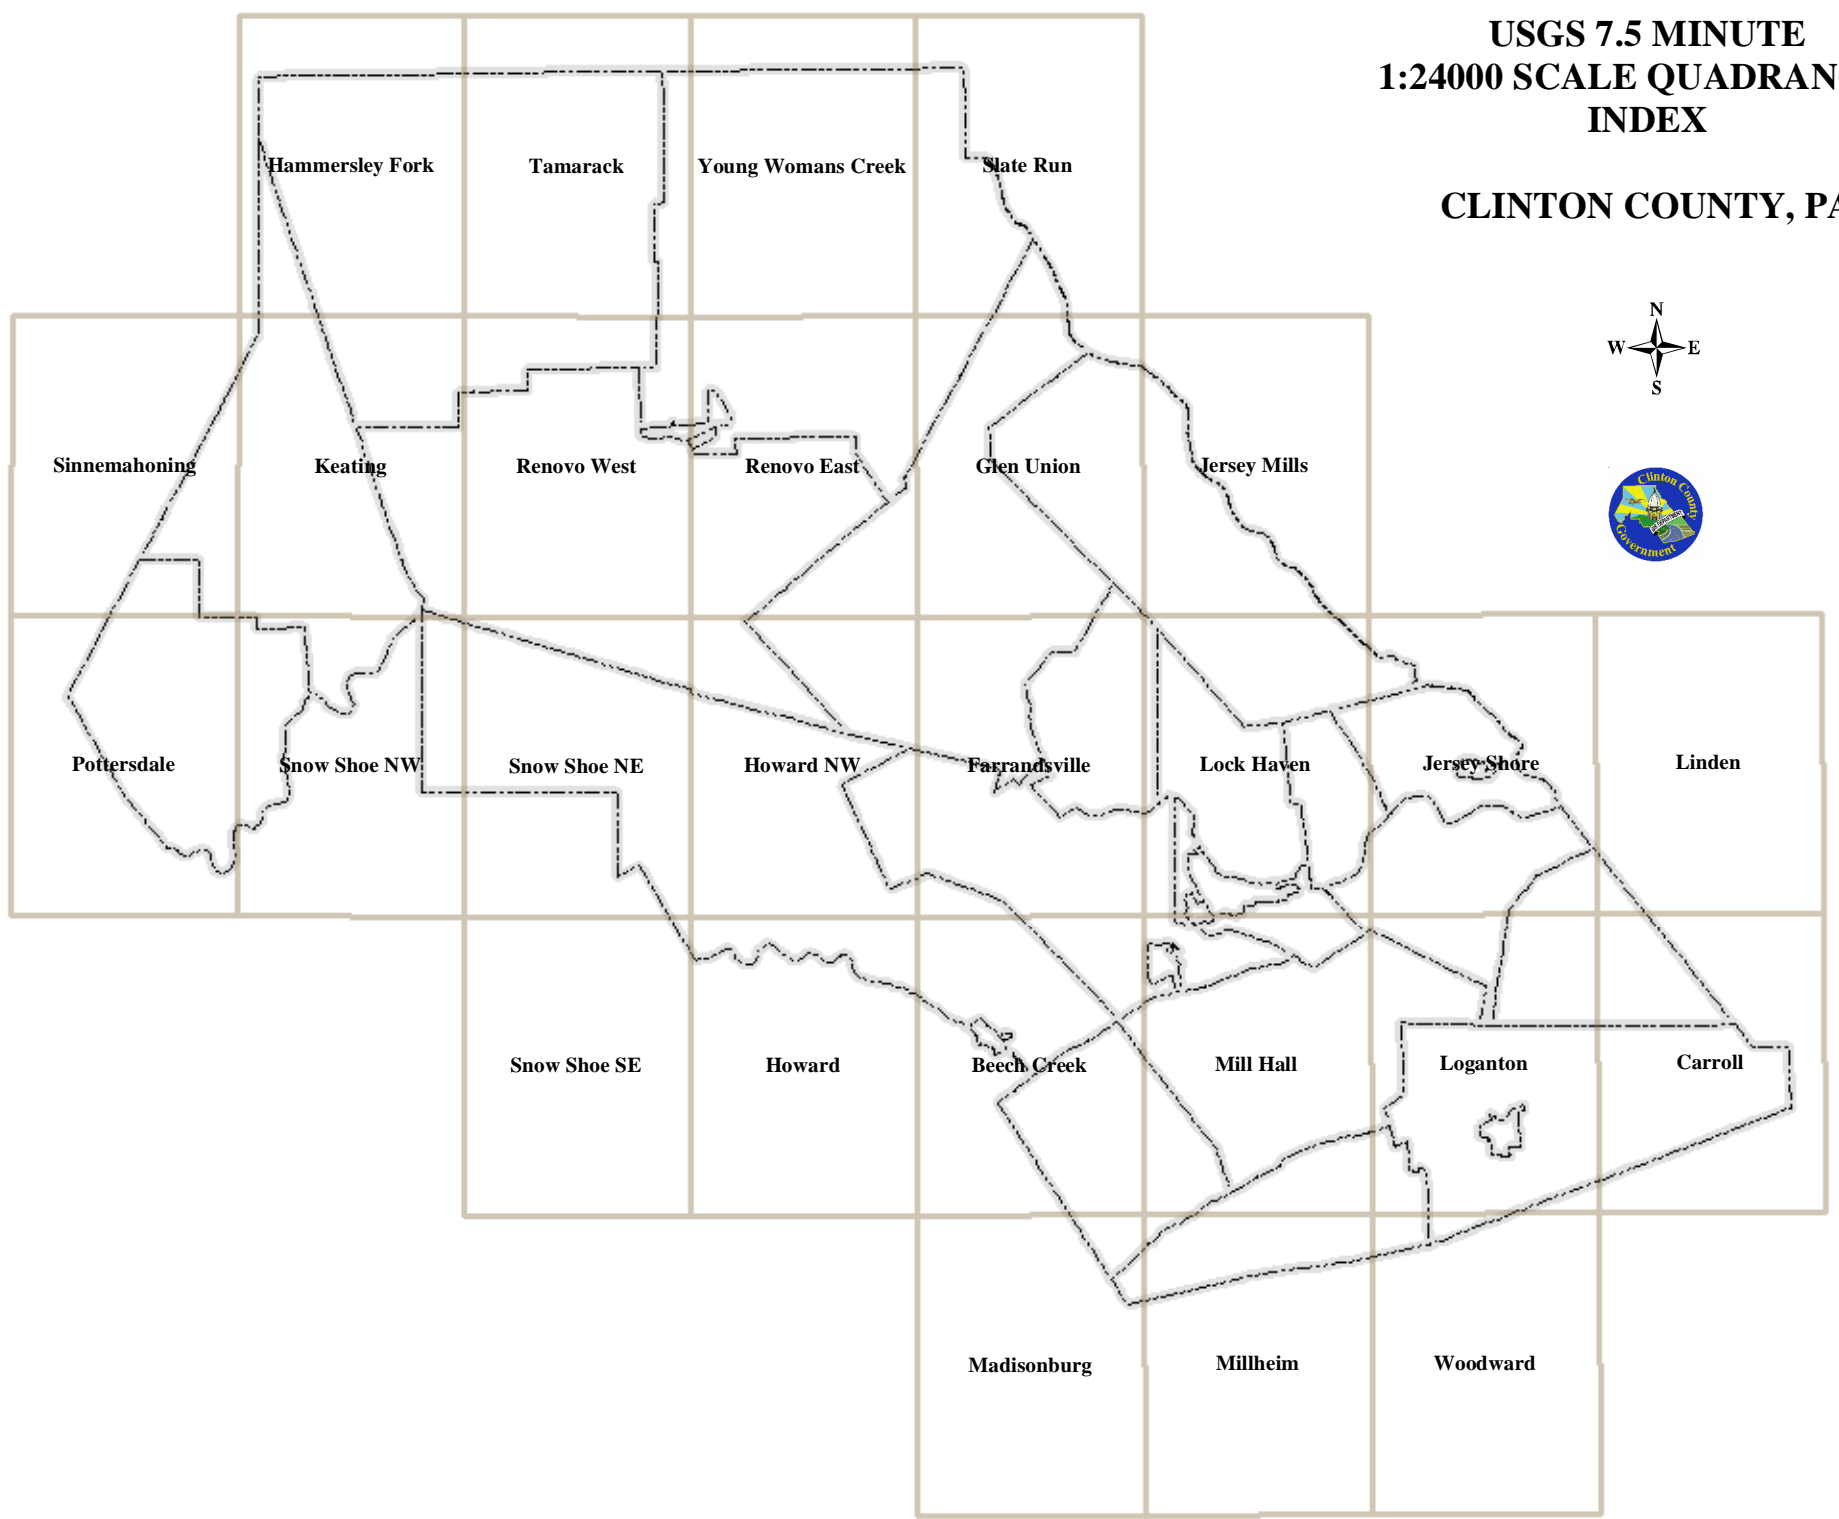 USGS 7.5 MINUTE
1:24000 SCALE QUADRAN
INDEX
CLINTON COUNTY, PA
N
W E
S
Clinton County
Government
Hammersley Fork Tamarack Young Womans Creek Slate Run
Sinnemahoning Keating Renovo West Renovo East Glen Union Jersey Mills
Pottersdale Snow Shoe NW Snow Shoe NE Howard NW Farrandsville Lock Haven Jersey Shore Linden
Snow Shoe SE Howard Beech Creek Mill Hall Loganton Carroll
Madisonburg Millheim Woodward